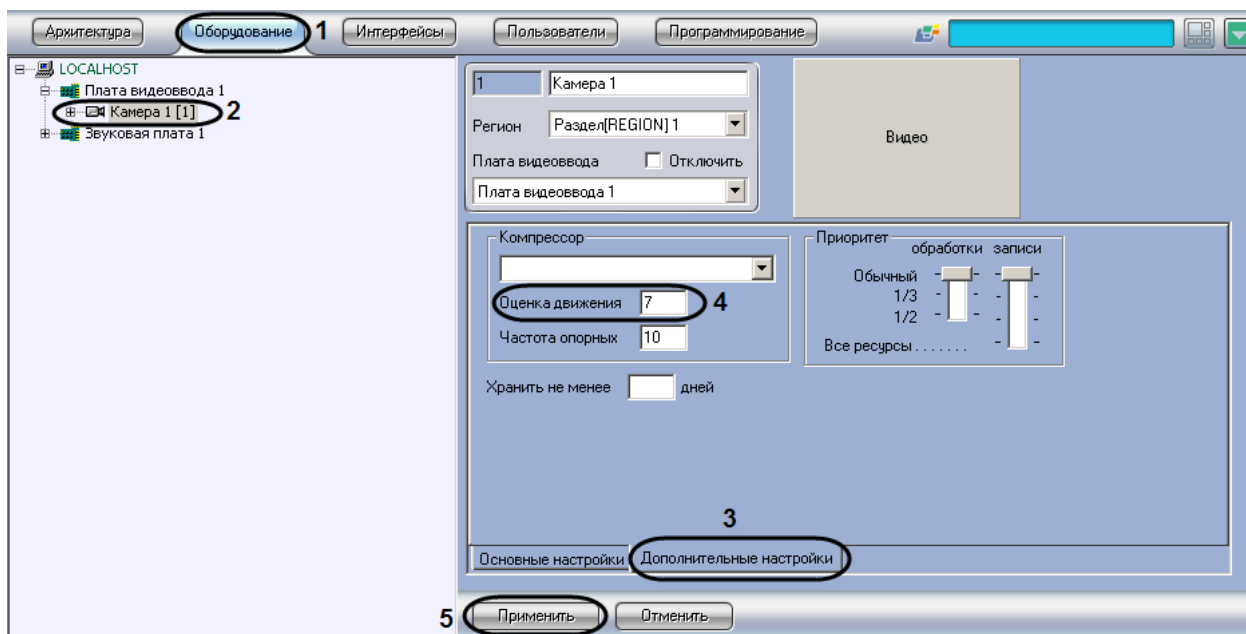 Архитектура Оборудование 1 Интерфейсы Пользователи Программирование
LOCALHOST
Плата видеоввода 1
Камера 1 [1] 2
Звуковая плата 1
1 Камера 1
Регион Раздел[REGION] 1
Плата видеоввода Отключить
Плата видеоввода 1
Видео
Компрессор
Оценка движения 7 4
Частота опорных 10
Хранить не менее дней
Приоритет
обработки записи
Обычный
1/3
1/2
Все ресурсы . . . . . . .
3
Основные настройки Дополнительные настройки
5 Применить Отменить